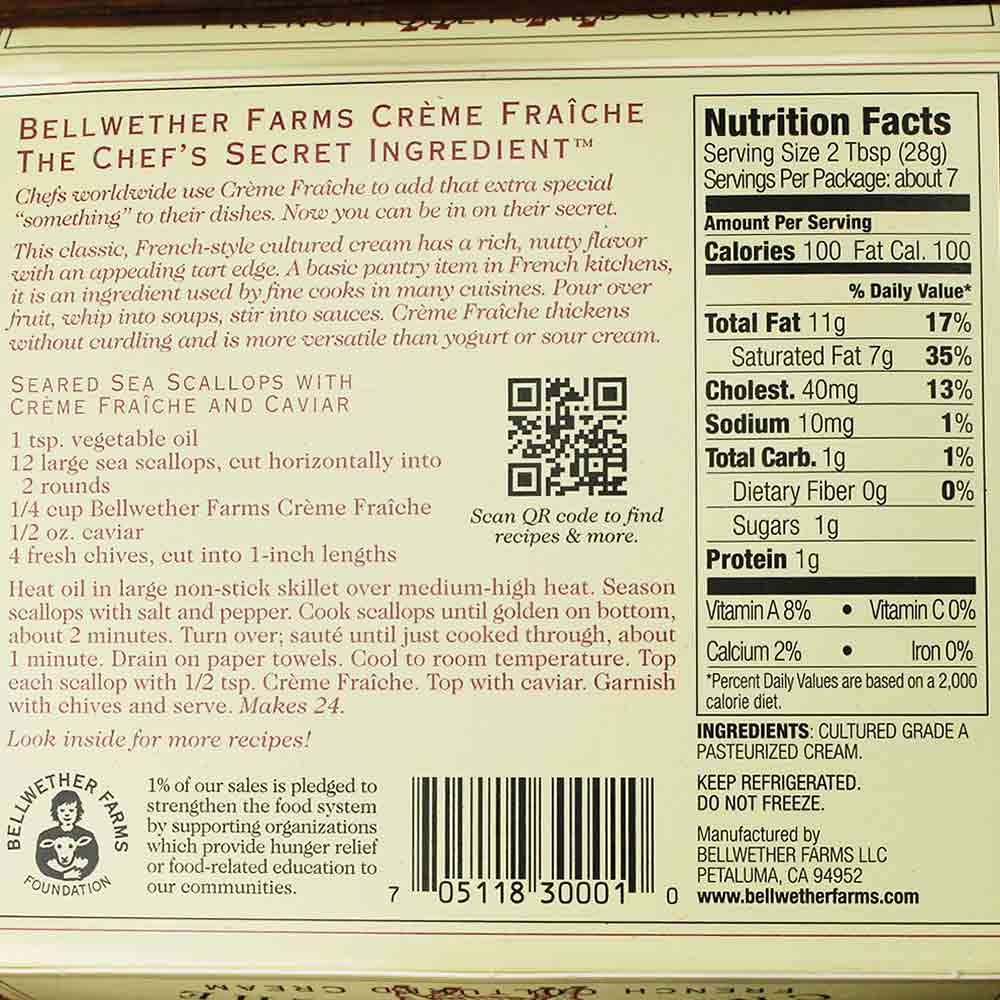 FRENCH CULTURED CREAM
BELLWETHER FARMS CRÈME FRAÎCHE
THE CHEF'S SECRET INGREDIENT™
Chefs worldwide use Crème Fraîche to add that extra special
“something” to their dishes. Now you can be in on their secret.
This classic, French-style cultured cream has a rich, nutty flavor
with an appealing tart edge. A basic pantry item in French kitchens,
it is an ingredient used by fine cooks in many cuisines. Pour over
fruit, whip into soups, stir into sauces. Crème Fraîche thickens
without curdling and is more versatile than yogurt or sour cream.
SEARED SEA SCALLOPS WITH
CRÈME FRAÎCHE AND CAVIAR
1 tsp. vegetable oil
12 large sea scallops, cut horizontally into
2 rounds
1/4 cup Bellwether Farms Crème Fraîche
1/2 oz. caviar
4 fresh chives, cut into 1-inch lengths
Scan QR code to find
recipes & more.
Heat oil in large non-stick skillet over medium-high heat. Season
scallops with salt and pepper. Cook scallops until golden on bottom,
about 2 minutes. Turn over; sauté until just cooked through, about
1 minute. Drain on paper towels. Cool to room temperature. Top
each scallop with 1/2 tsp. Crème Fraîche. Top with caviar. Garnish
with chives and serve. Makes 24.
Look inside for more recipes!
BELLWETHER FARMS
FOUNDATION
1% of our sales is pledged to
strengthen the food system
by supporting organizations
which provide hunger relief
or food-related education to
our communities.
7 05118 30001 0
Nutrition Facts
Serving Size 2 Tbsp (28g)
Servings Per Package: about 7
Amount Per Serving
Calories 100 Fat Cal. 100
% Daily Value*
Total Fat 11g 17%
Saturated Fat 7g 35%
Cholest. 40mg 13%
Sodium 10mg 1%
Total Carb. 1g 1%
Dietary Fiber 0g 0%
Sugars 1g
Protein 1g
Vitamin A 8% • Vitamin C 0%
Calcium 2% • Iron 0%
*Percent Daily Values are based on a 2,000
calorie diet.
INGREDIENTS: CULTURED GRADE A
PASTEURIZED CREAM.
KEEP REFRIGERATED.
DO NOT FREEZE.
Manufactured by
BELLWETHER FARMS LLC
PETALUMA, CA 94952
www.bellwetherfarms.com
FRENCH CULTURED CREAM